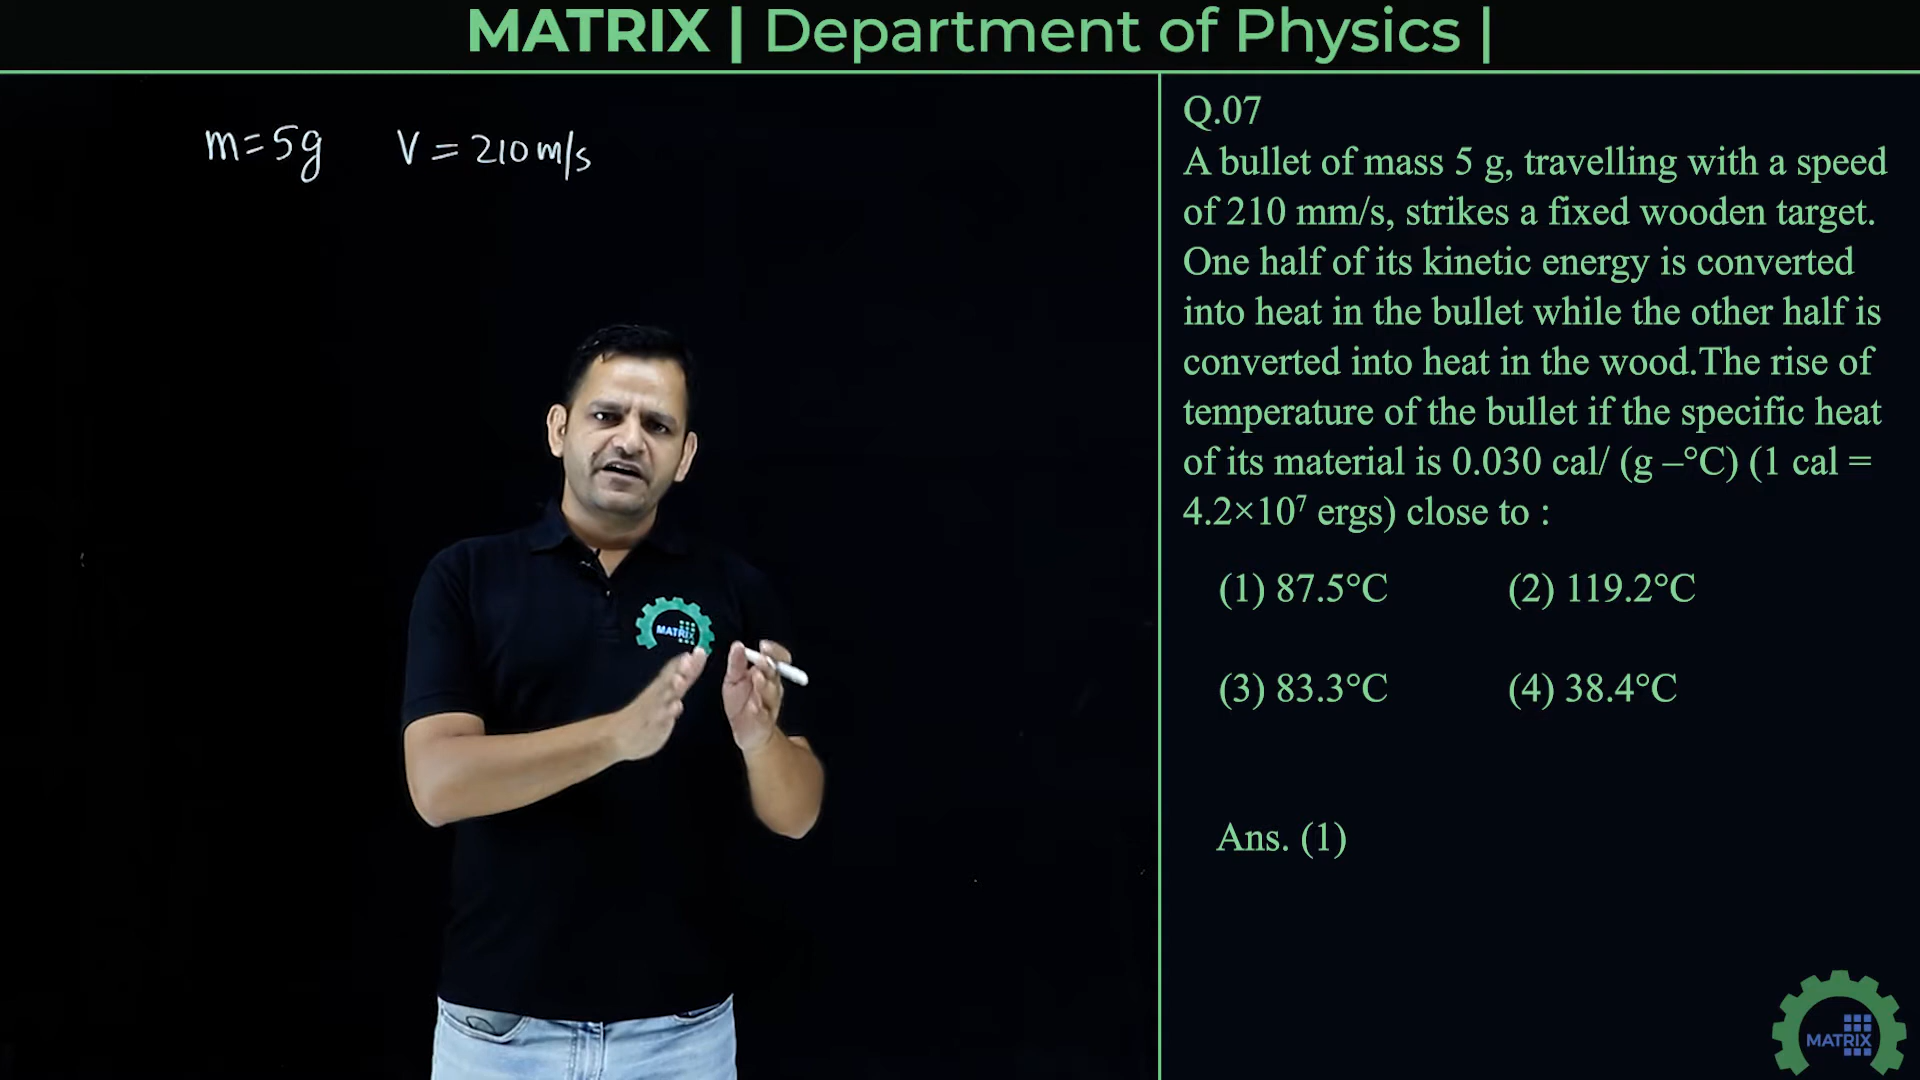 MATRIX | Department of Physics |
m=5g V = 210 m/s
Q.07
A bullet of mass 5 g, travelling with a speed
of 210 mm/s, strikes a fixed wooden target.
One half of its kinetic energy is converted
into heat in the bullet while the other half is
converted into heat in the wood.The rise of
temperature of the bullet if the specific heat
of its material is 0.030 cal/ (g –°C) (1 cal =
4.2×10⁷ ergs) close to :
(1) 87.5°C (2) 119.2°C
(3) 83.3°C (4) 38.4°C
Ans. (1)
MATRIX
MATRIX